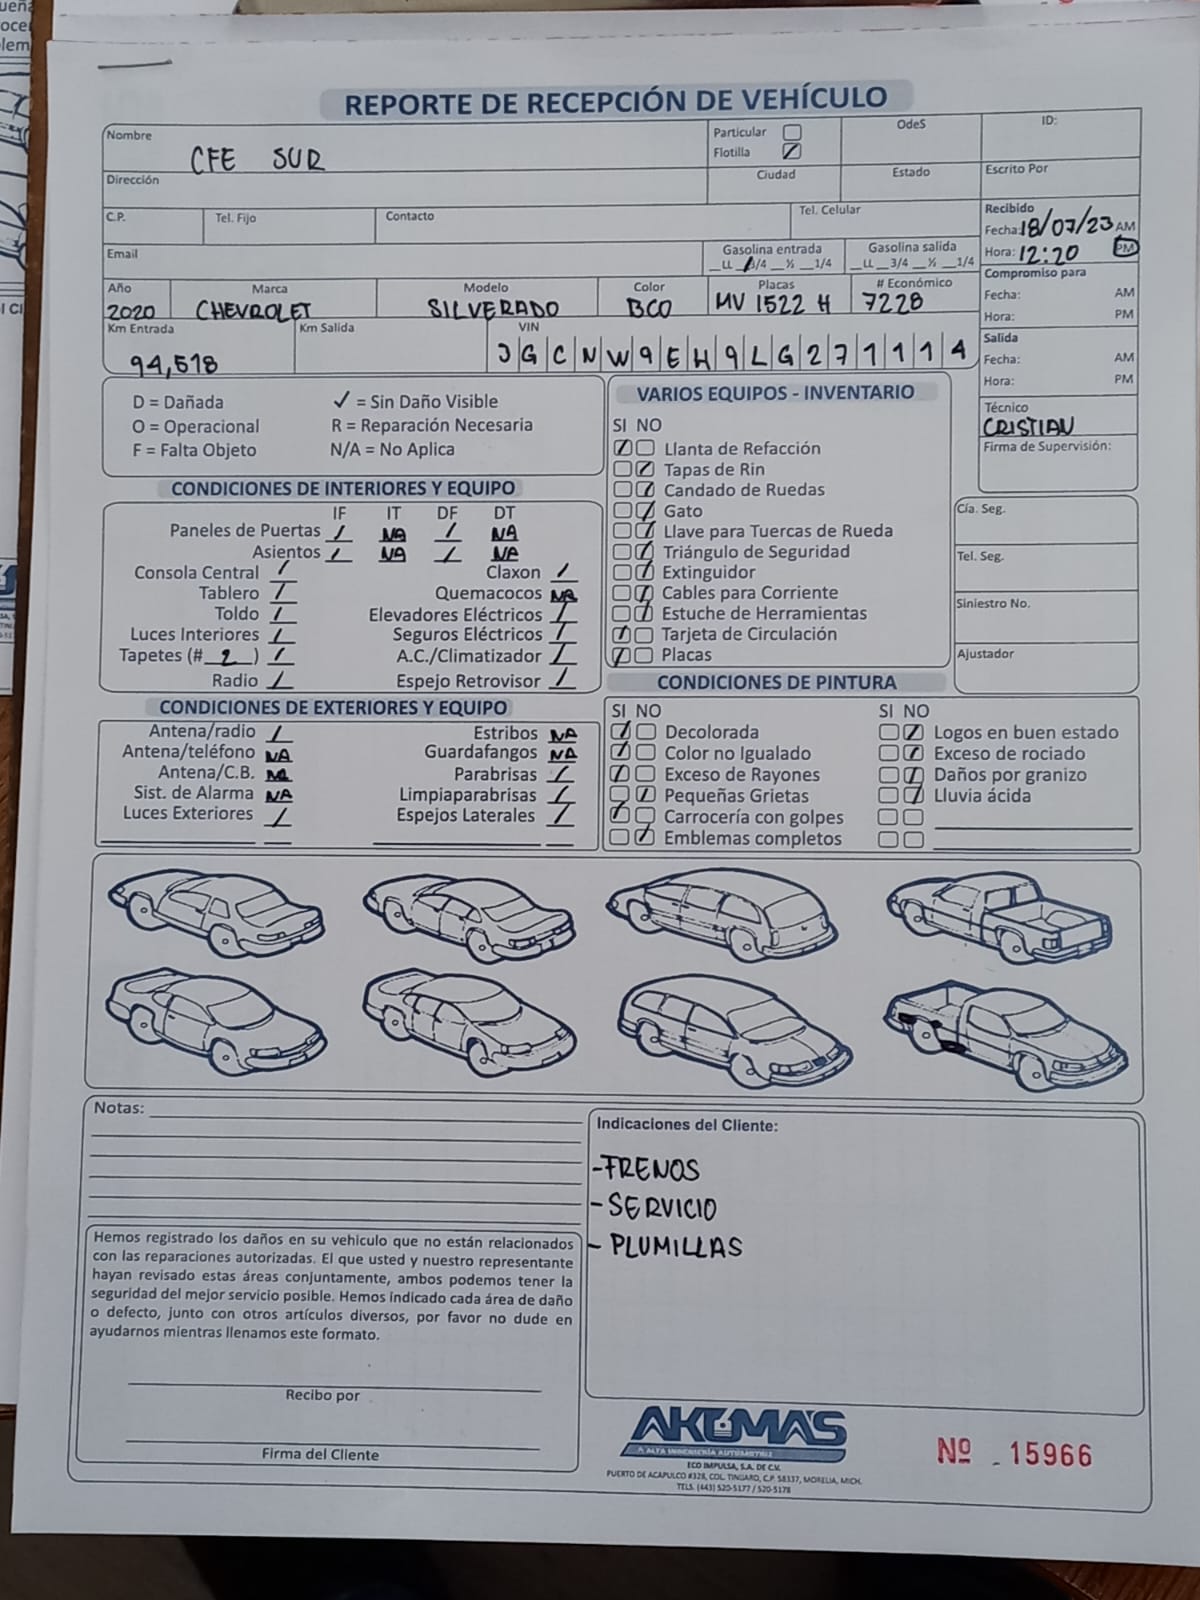 REPORTE DE RECEPCIÓN DE VEHÍCULO
Nombre CFE SUR
Particular
Flotilla
OdeS
ID:
Dirección
Ciudad
Estado
Escrito Por
C.P.
Tel. Fijo
Contacto
Tel. Celular
Recibido
Fecha: 18/07/23 AM
Hora: 12:20 PM
Email
Gasolina entrada
__LL __3/4 __½ __1/4
Gasolina salida
__LL __3/4 __½ __1/4
Compromiso para
Fecha: AM
Hora: PM
Año 2020
Marca CHEVROLET
Modelo SILVERADO
Color BCO
Placas MV 1522 H
# Económico 7228
Km Entrada 94,518
Km Salida
VIN 3GCNW9EH9LG271114
Salida
Fecha: AM
Hora: PM
Técnico
CRISTIAN
Firma de Supervisión:
D = Dañada
✓ = Sin Daño Visible
O = Operacional
R = Reparación Necesaria
F = Falta Objeto
N/A = No Aplica
CONDICIONES DE INTERIORES Y EQUIPO
IF IT DF DT
Paneles de Puertas / NA / NA
Asientos / NA / NA
Consola Central /
Claxon /
Tablero /
Quemacocos NA
Toldo /
Elevadores Eléctricos /
Luces Interiores /
Seguros Eléctricos /
Tapetes (# 2 ) /
A.C./Climatizador /
Radio /
Espejo Retrovisor /
VARIOS EQUIPOS - INVENTARIO
SI NO
Llanta de Refacción
Tapas de Rin
Candado de Ruedas
Gato
Llave para Tuercas de Rueda
Triángulo de Seguridad
Extinguidor
Cables para Corriente
Estuche de Herramientas
Tarjeta de Circulación
Placas
Cía. Seg.
Tel. Seg.
Siniestro No.
Ajustador
CONDICIONES DE EXTERIORES Y EQUIPO
Antena/radio /
Estribos NA
Antena/teléfono NA
Guardafangos NA
Antena/C.B. NA
Parabrisas /
Sist. de Alarma NA
Limpiaparabrisas /
Luces Exteriores /
Espejos Laterales /
CONDICIONES DE PINTURA
SI NO
SI NO
Decolorada
Logos en buen estado
Color no Igualado
Exceso de rociado
Exceso de Rayones
Daños por granizo
Pequeñas Grietas
Lluvia ácida
Carrocería con golpes
Emblemas completos
Notas:
Indicaciones del Cliente:
-FRENOS
-SERVICIO
- PLUMILLAS
Hemos registrado los daños en su vehiculo que no están relacionados
con las reparaciones autorizadas. El que usted y nuestro representante
hayan revisado estas áreas conjuntamente, ambos podemos tener la
seguridad del mejor servicio posible. Hemos indicado cada área de daño
o defecto, junto con otros artículos diversos, por favor no dude en
ayudarnos mientras llenamos este formato.
Recibo por
Firma del Cliente
AKUMA'S
A ALTA INGENIERÍA AUTOMOTRIZ
ECO IMPULSA, S.A. DE C.V.
PUERTO DE ACAPULCO #328, COL. TINIJARO, C.P. 58337, MORELIA, MICH.
TELS. (443) 520-5177 / 520-5178
Nº 15966